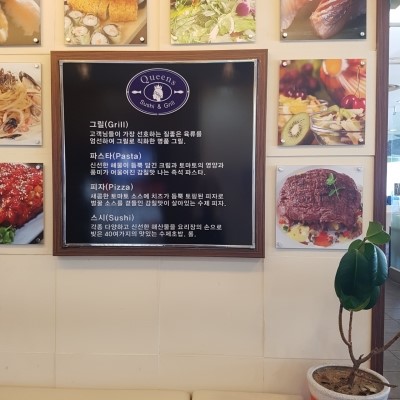 Queens
Sushi & Grill
그릴(Grill)
고객님들이 가장 선호하는 질좋은 육류를
엄선하여 그릴로 직화한 명품 그릴.
파스타(Pasta)
신선한 해물이 듬뿍 담긴 크림과 토마토의 영양과
풍미가 어우어진 감칠맛 나는 즉석 파스타.
피자(Pizza)
새콤한 토마토 소스에 치즈가 듬뿍 토핑된 피자로
벌꿀 소스를 곁들인 감칠맛이 살아있는 수제 피자.
스시(Sushi)
각종 다양하고 신선한 해산물을 요리장의 손으로
빚은 40여가지의 맛있는 수제초밥, 롤.